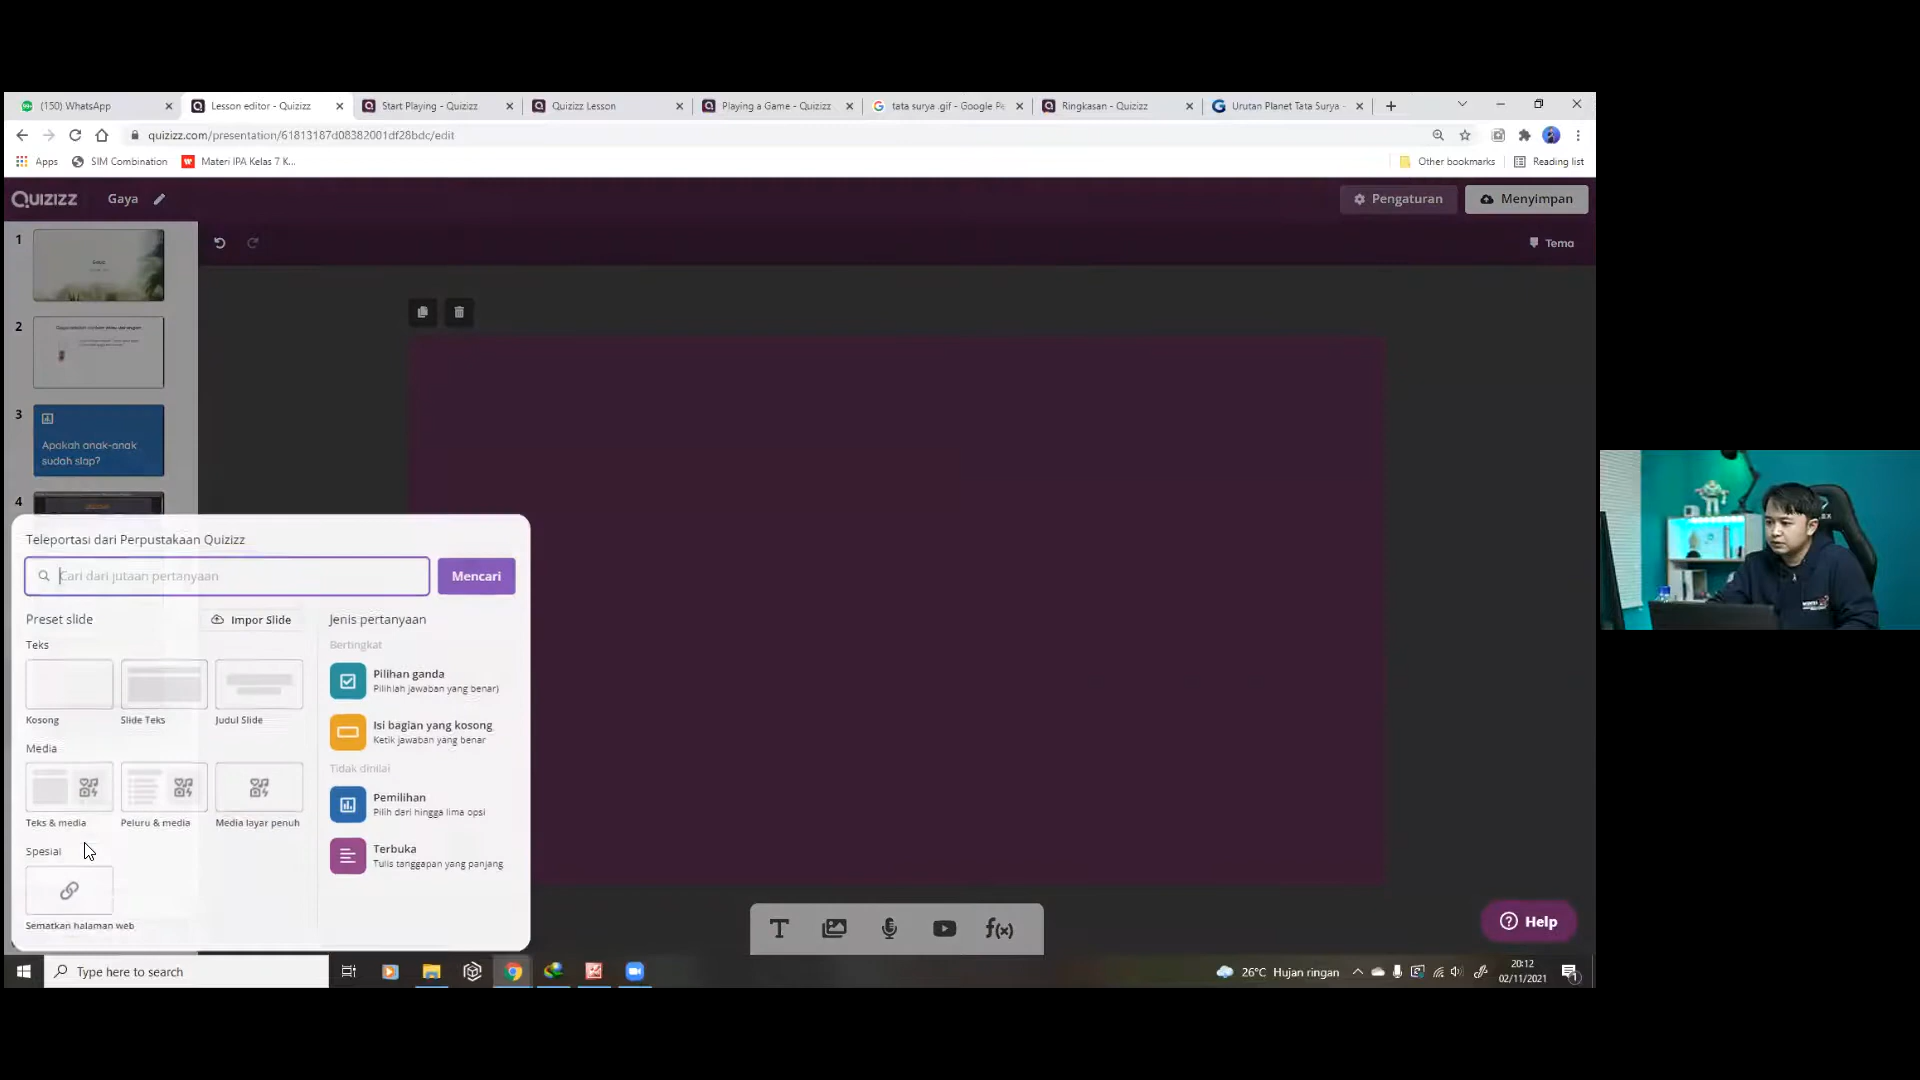 (150) WhatsApp
Lesson editor - Quizizz
Start Playing - Quizizz
Quizizz Lesson
Playing a Game - Quizizz
tata surya .gif - Google Pe
Ringkasan - Quizizz
Urutan Planet Tata Surya -
quizizz.com/presentation/61813187d08382001df28bdc/edit
Apps
SIM Combination
Materi IPA Kelas 7 K...
Other bookmarks
Reading list
Quizizz
Gaya
Pengaturan
Menyimpan
Tema
1
2
3
Apakah anak-anak
sudah siap?
4
Teleportasi dari Perpustakaan Quizizz
Cari dari jutaan pertanyaan
Mencari
Preset slide
Impor Slide
Teks
Kosong
Slide Teks
Judul Slide
Media
Teks & media
Peluru & media
Media layar penuh
Spesial
Sematkan halaman web
Jenis pertanyaan
Bertingkat
Pilihan ganda
Pilihlah jawaban yang benar)
Isi bagian yang kosong
Ketik jawaban yang benar
Tidak dinilai
Pemilihan
Pilih dari hingga lima opsi
Terbuka
Tulis tanggapan yang panjang
T
f(x)
Help
Type here to search
26°C Hujan ringan
20:12
02/11/2021
1